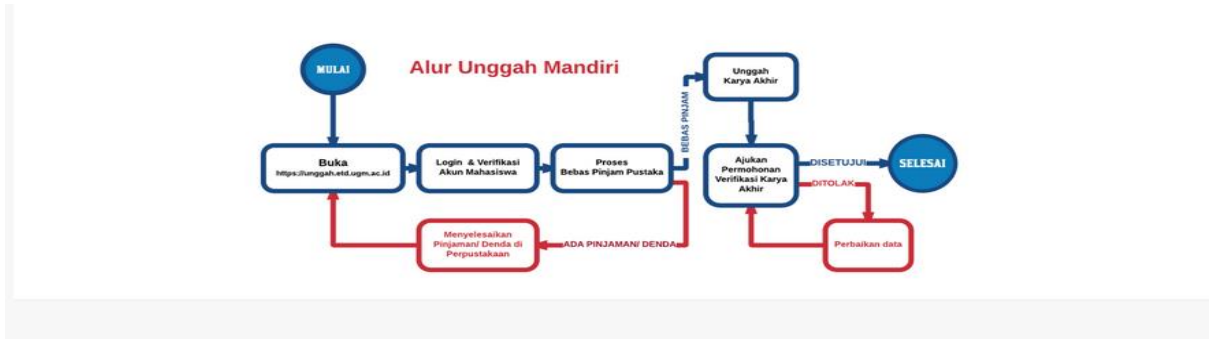 Alur Unggah Mandiri
MULAI
Buka
https://unggah.etd.ugm.ac.id
Login & Verifikasi
Akun Mahasiswa
Proses
Bebas Pinjam Pustaka
BEBAS PINJAM
Unggah
Karya Akhir
Ajukan
Permohonan
Verifikasi Karya
Akhir
DISETUJUI
SELESAI
DITOLAK
Perbaikan data
ADA PINJAMAN/ DENDA
Menyelesaikan
Pinjaman/ Denda di
Perpustakaan